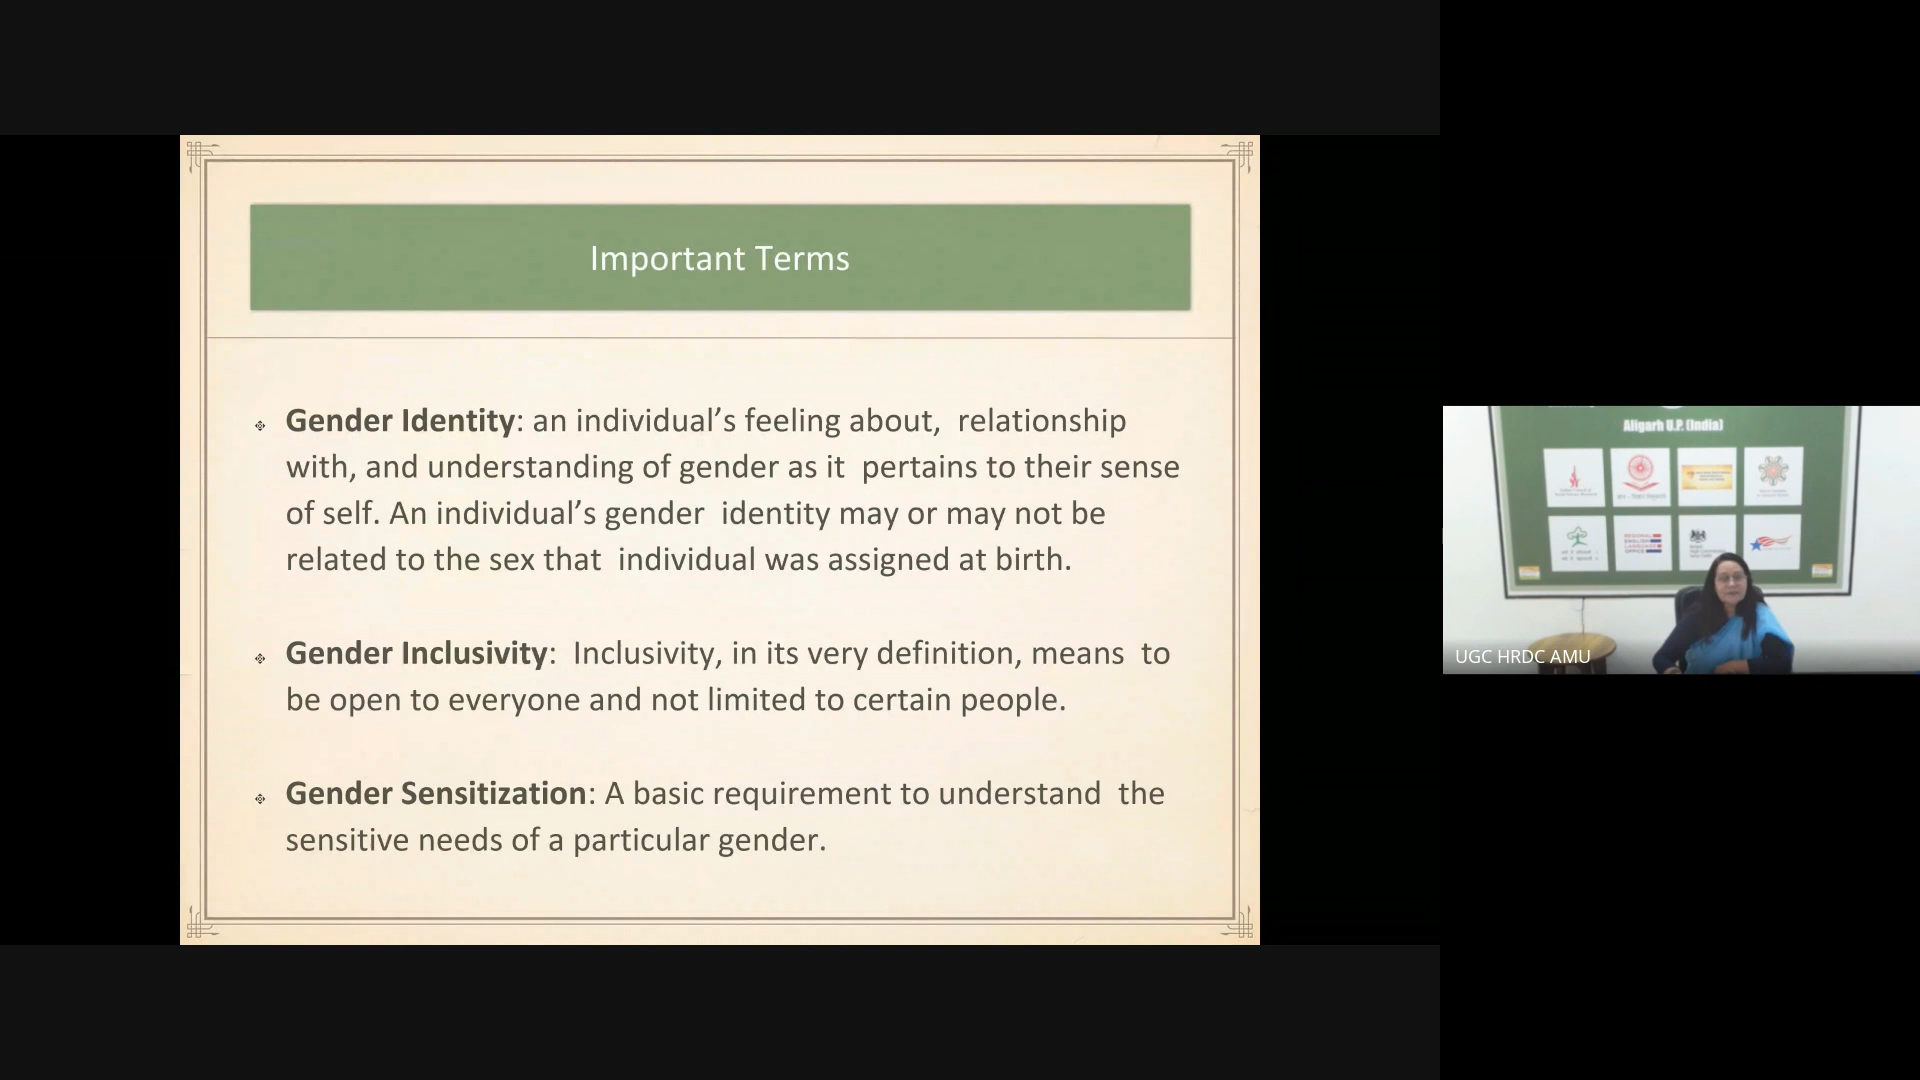 Important Terms
Gender Identity: an individual’s feeling about, relationship
with, and understanding of gender as it pertains to their sense
of self. An individual’s gender identity may or may not be
related to the sex that individual was assigned at birth.
Gender Inclusivity: Inclusivity, in its very definition, means to
be open to everyone and not limited to certain people.
Gender Sensitization: A basic requirement to understand the
sensitive needs of a particular gender.
Aligarh U.P. (India)
REGIONAL
ENGLISH
LANGUAGE
OFFICE
UGC HRDC AMU